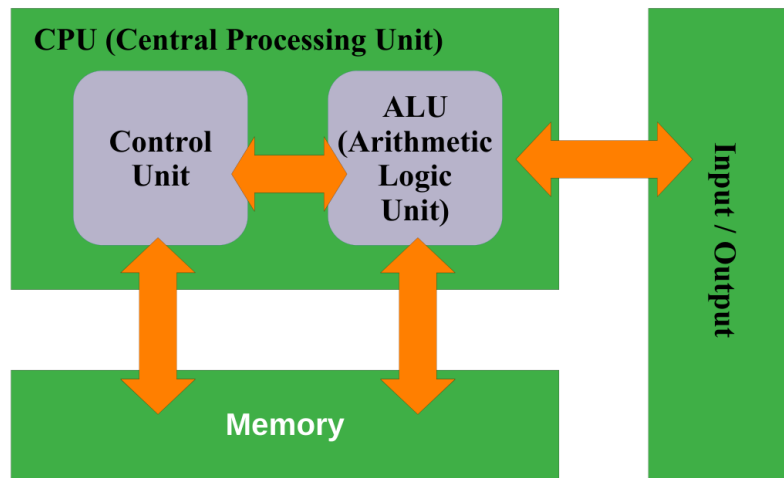 CPU (Central Processing Unit)
Control
Unit
ALU
(Arithmetic
Logic
Unit)
Input / Output
Memory